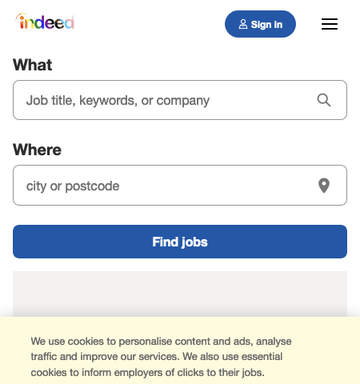 indeed
Sign in
What
Job title, keywords, or company
Where
city or postcode
Find jobs
We use cookies to personalise content and ads, analyse
traffic and improve our services. We also use essential
cookies to inform employers of clicks to their jobs.